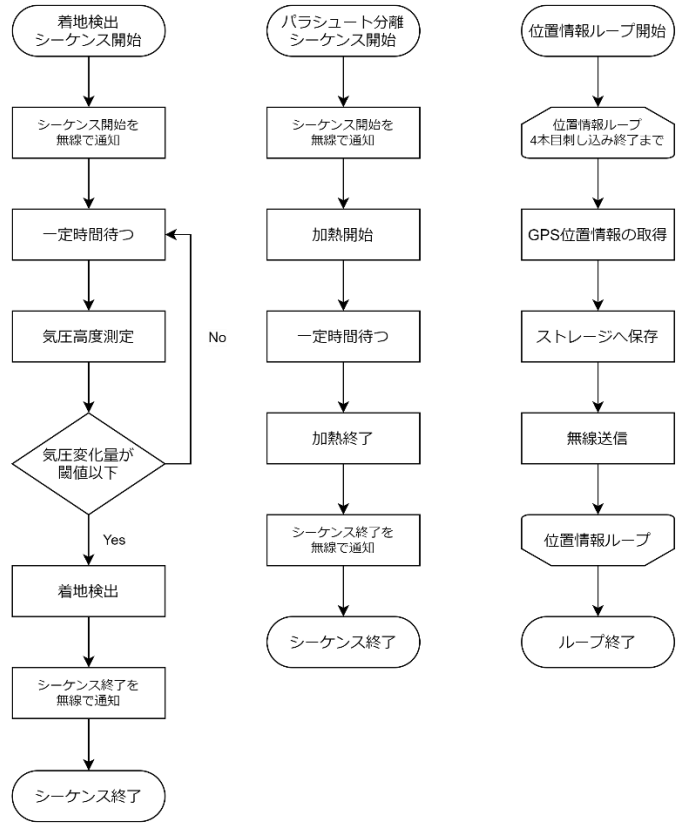 着地検出
シーケンス開始
シーケンス開始を
無線で通知
一定時間待つ
気圧高度測定
No
気圧変化量が
閾値以下
Yes
着地検出
シーケンス終了を
無線で通知
シーケンス終了
パラシュート分離
シーケンス開始
シーケンス開始を
無線で通知
加熱開始
一定時間待つ
加熱終了
シーケンス終了を
無線で通知
シーケンス終了
位置情報ループ開始
位置情報ループ
4本目刺し込み終了まで
GPS位置情報の取得
ストレージへ保存
無線送信
位置情報ループ
ループ終了